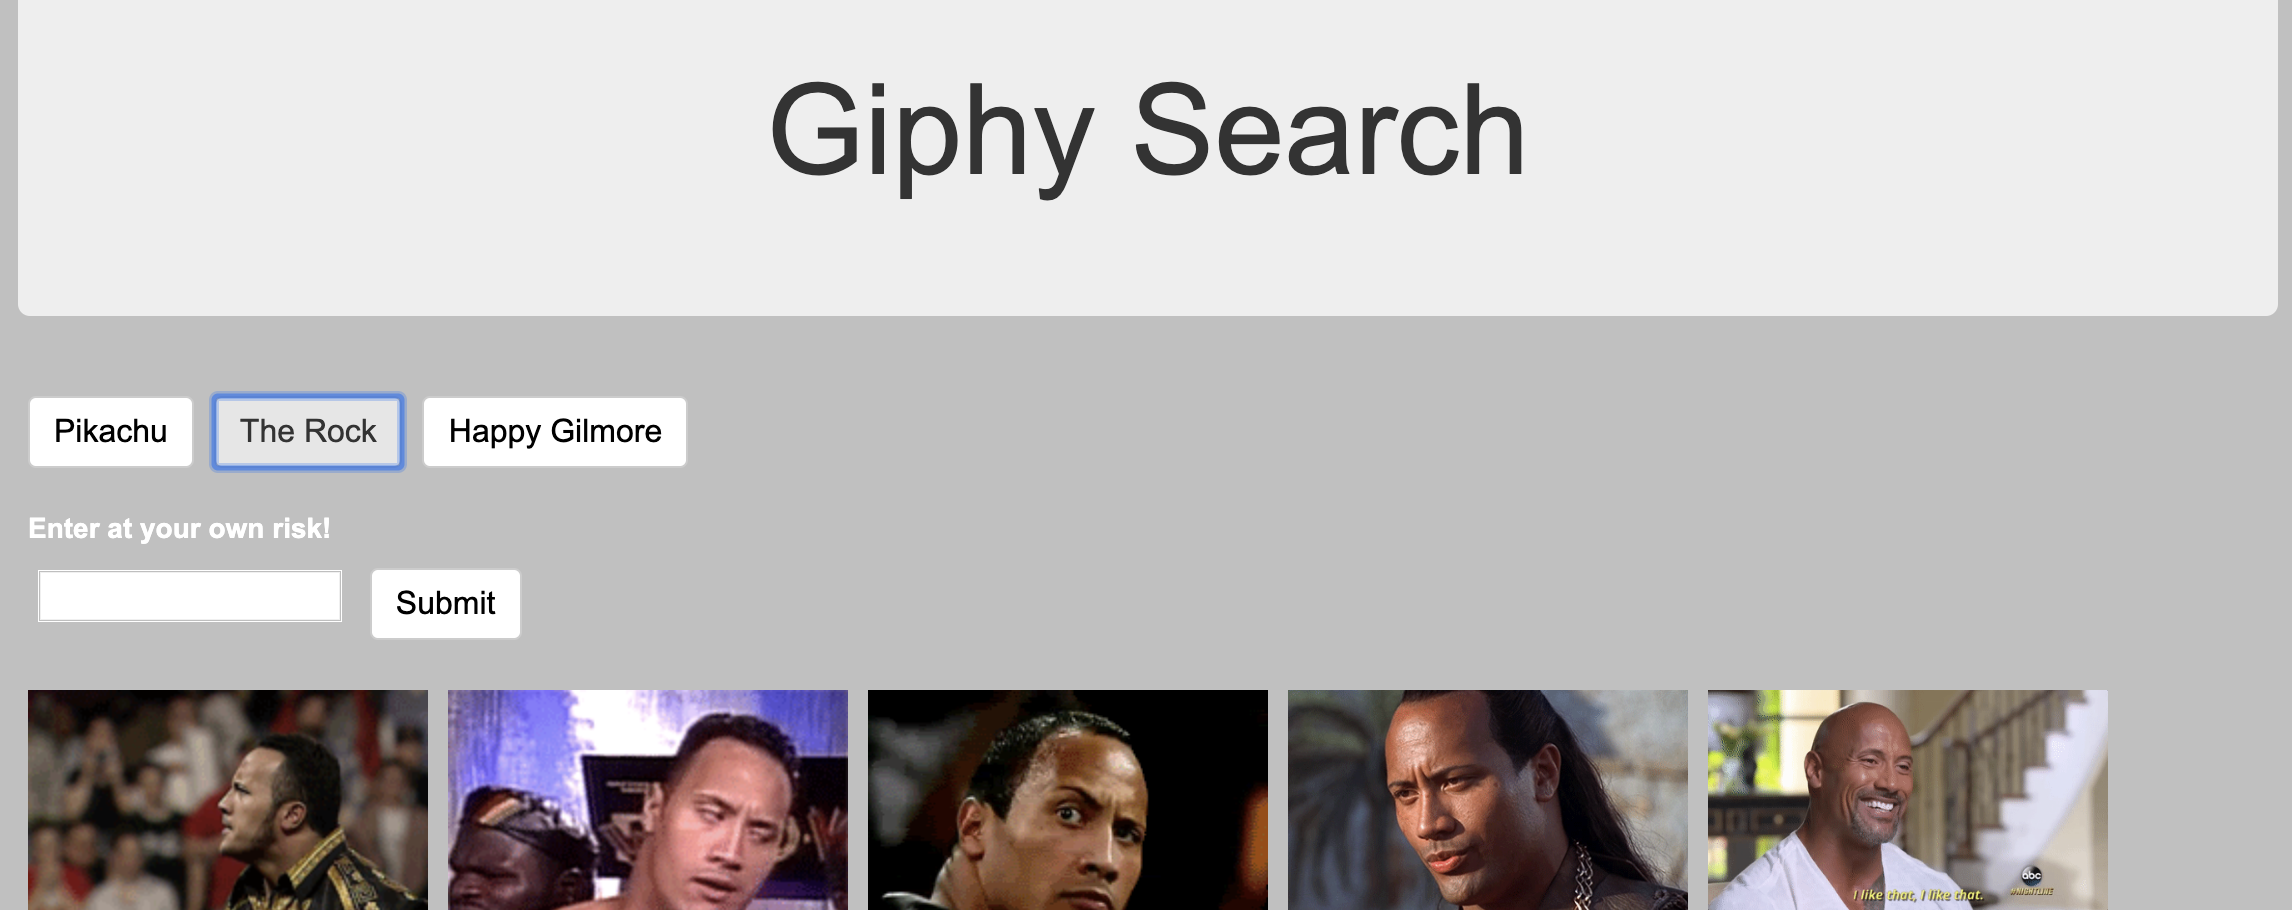 Giphy Search
Pikachu
The Rock
Happy Gilmore
Enter at your own risk!
Submit
I like that, I like that.
abc
#NIGHTLINE